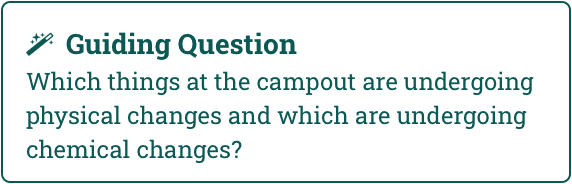 Guiding Question
Which things at the campout are undergoing
physical changes and which are undergoing
chemical changes?